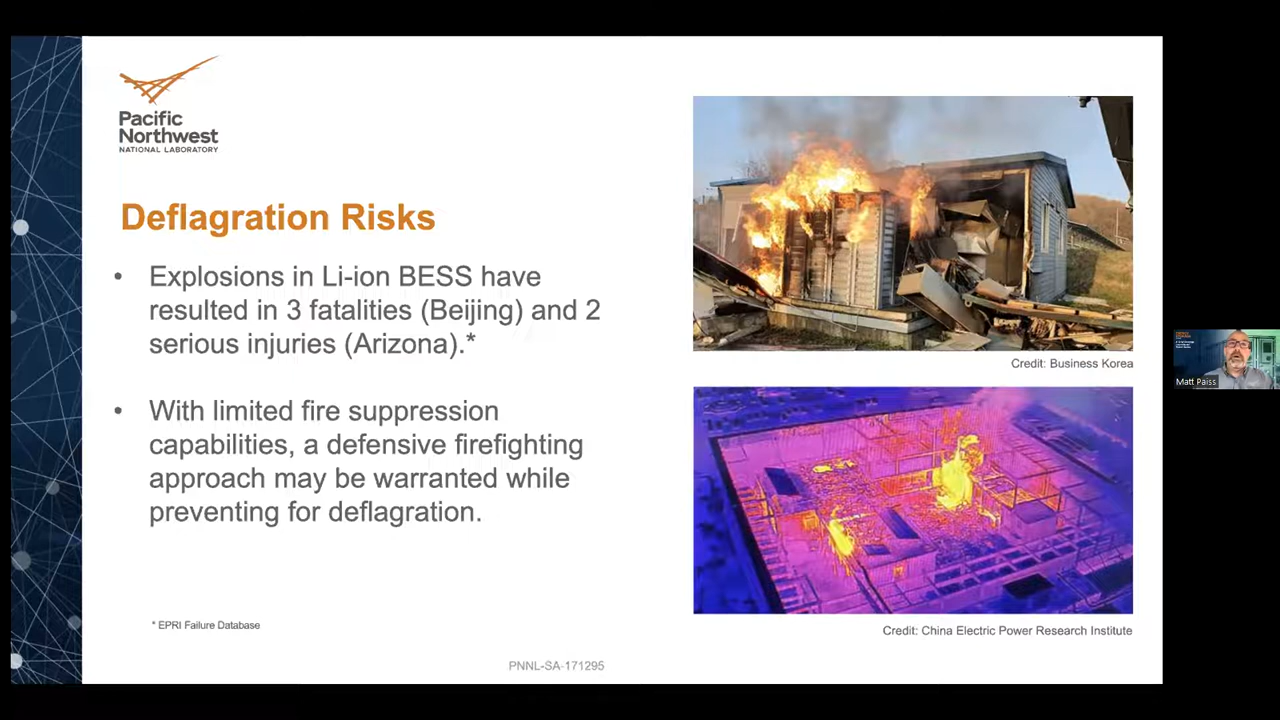 Pacific
Northwest
NATIONAL LABORATORY
Deflagration Risks
• Explosions in Li-ion BESS have
resulted in 3 fatalities (Beijing) and 2
serious injuries (Arizona).*
• With limited fire suppression
capabilities, a defensive firefighting
approach may be warranted while
preventing for deflagration.
* EPRI Failure Database
PNNL-SA-171295
Credit: Business Korea
Credit: China Electric Power Research Institute
Matt Paiss